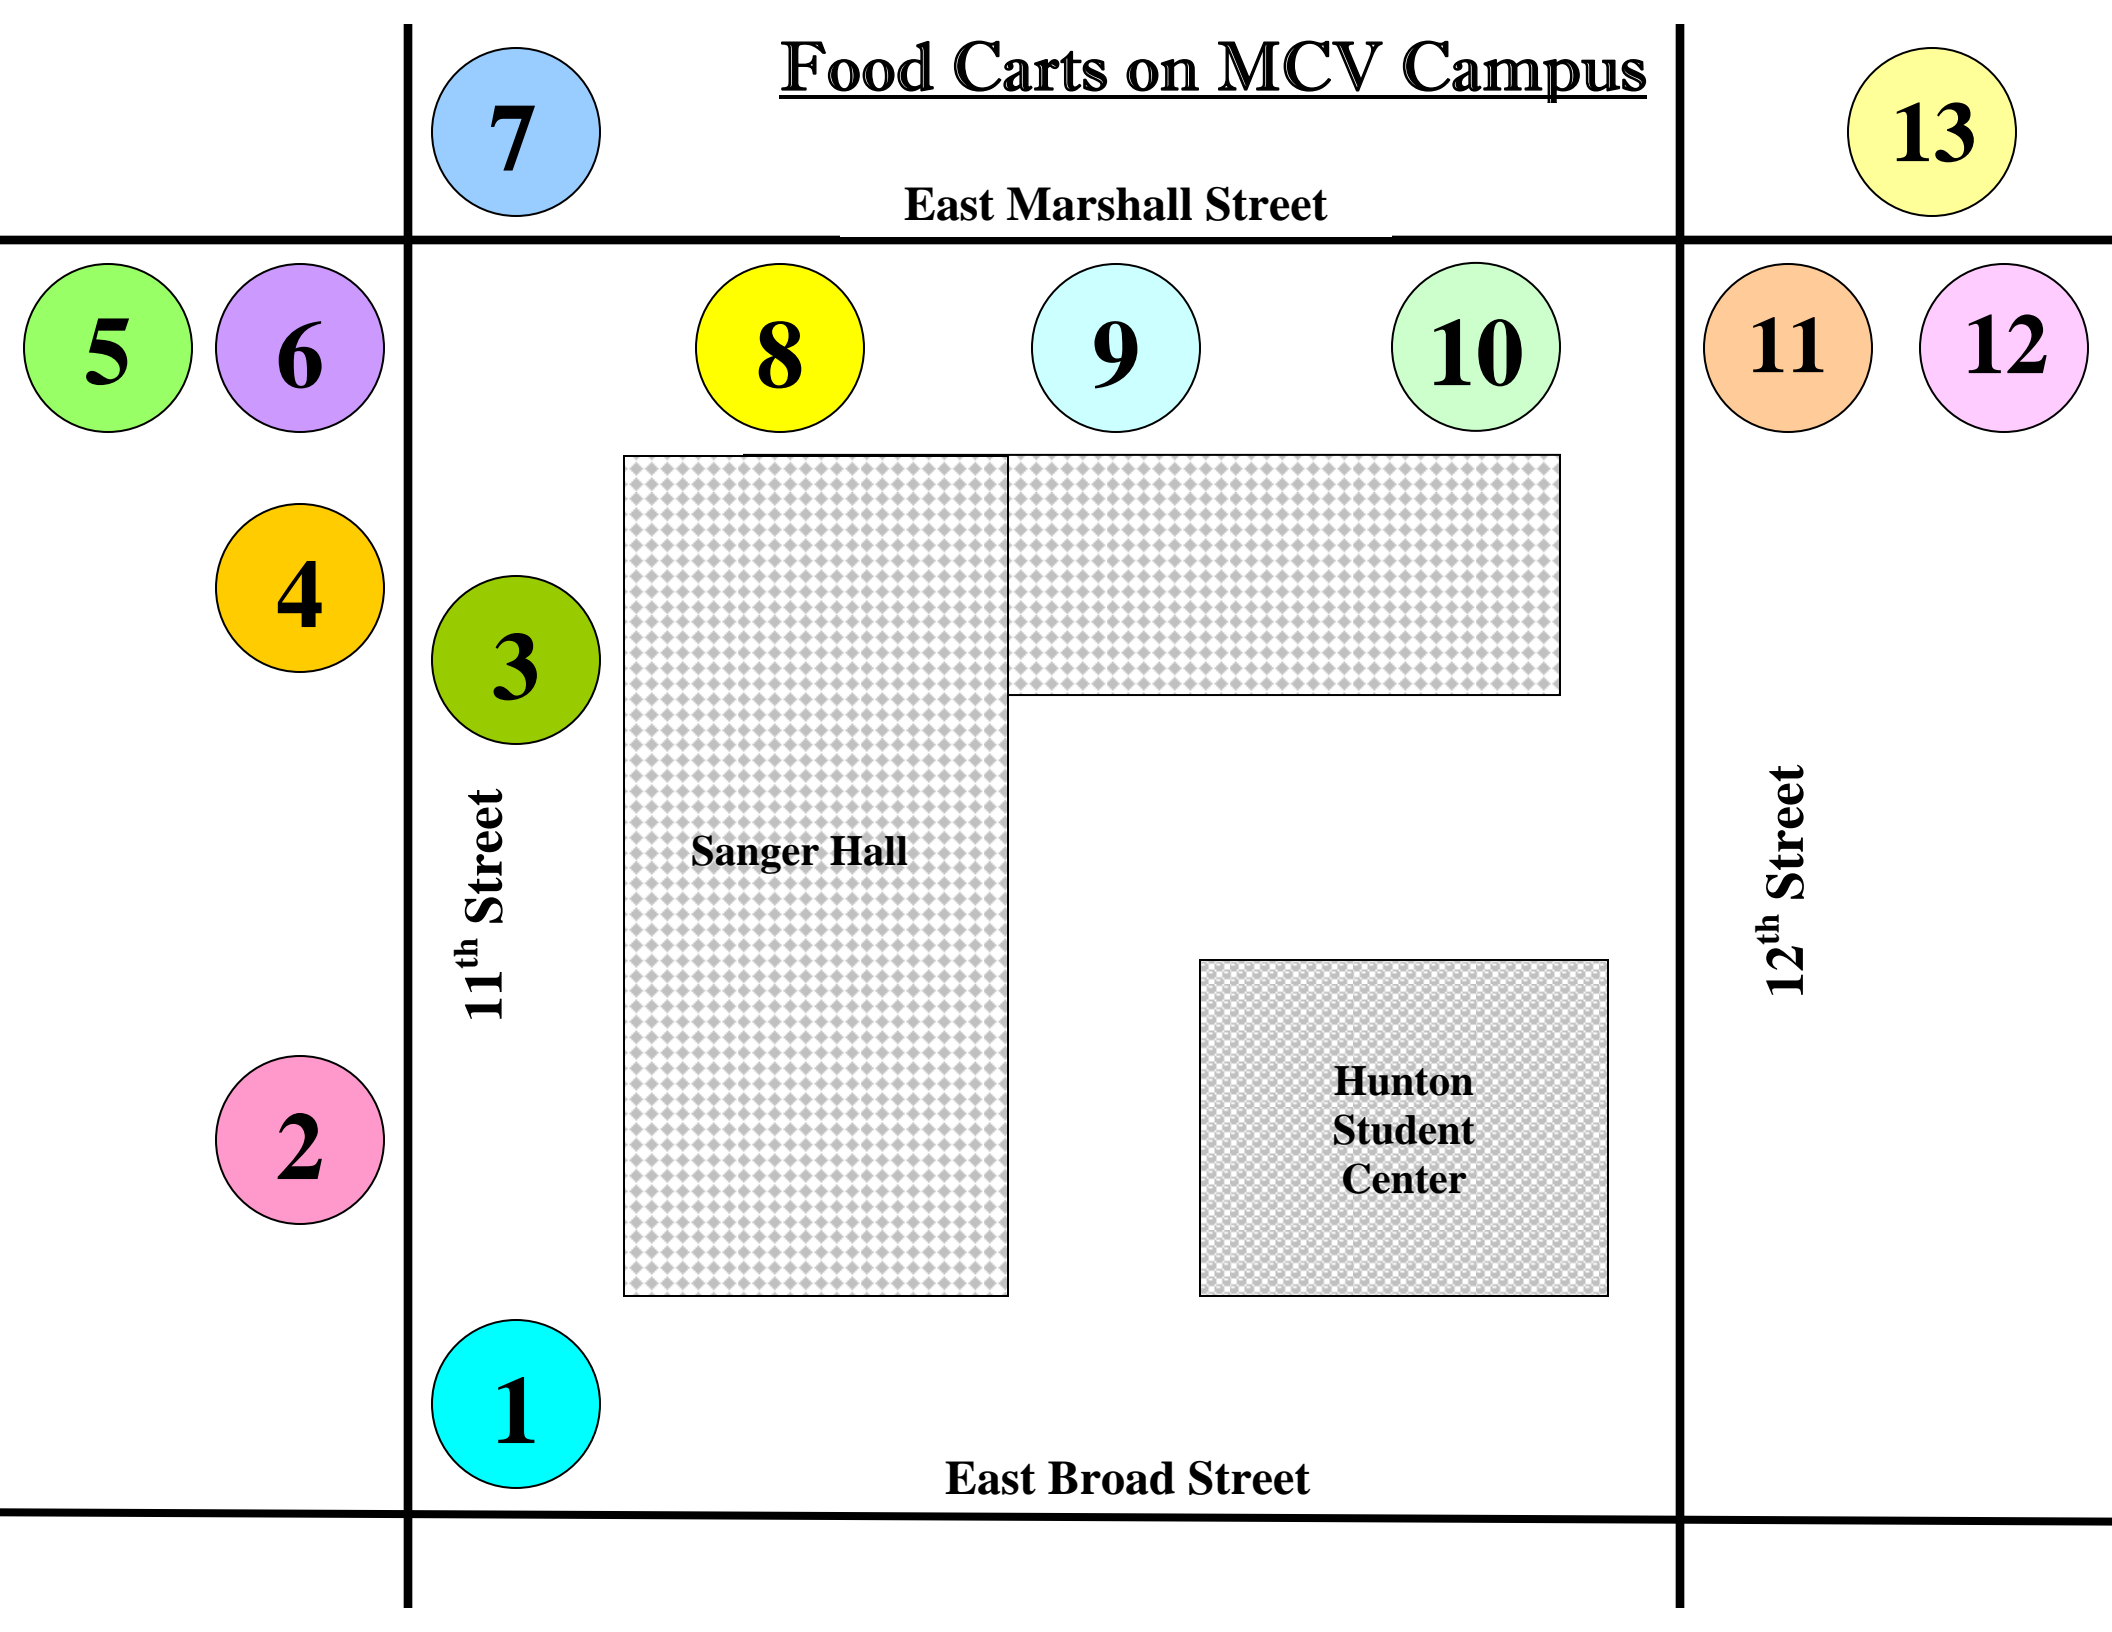 Food Carts on MCV Campus
7
13
East Marshall Street
5
6
8
9
10
11
12
4
3
Sanger Hall
11th Street
12th Street
Hunton
Student
Center
2
1
East Broad Street